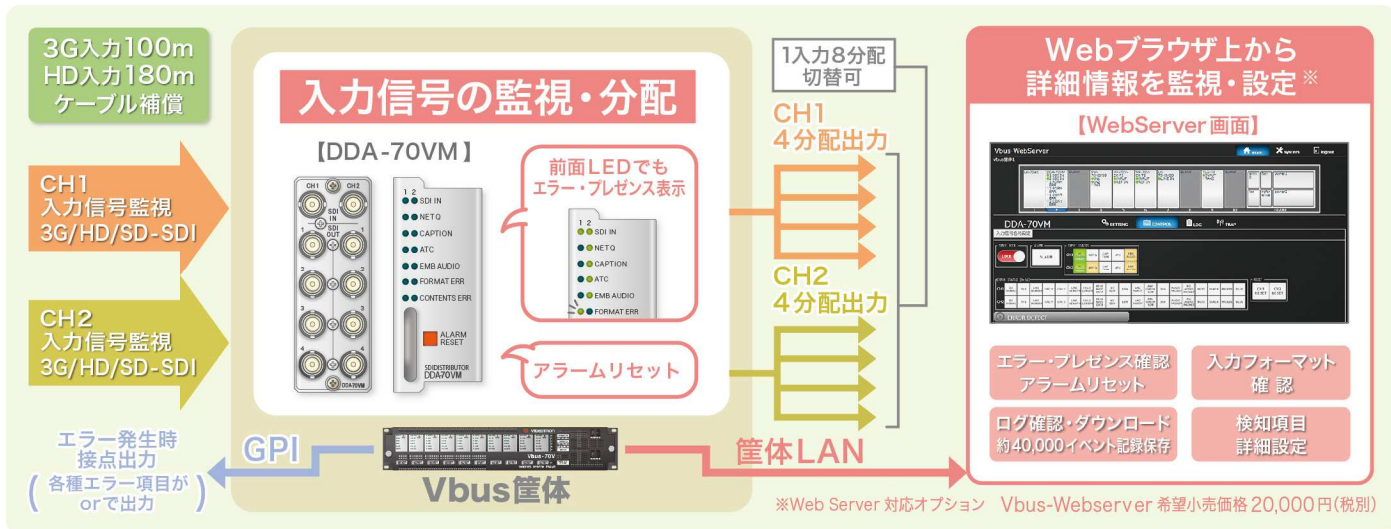 3G入力100m
HD入力180m
ケーブル補償
CH1
入力信号監視
3G/HD/SD-SDI
CH2
入力信号監視
3G/HD/SD-SDI
エラー発生時
接点出力
(各種エラー項目が
orで出力)
GPI
入力信号の監視・分配
【DDA-70VM】
CH1 CH2
SDI
IN
SDI
OUT
1 1
2 2
3 3
4 4
DDA70VM
1 2
SDI IN
NETQ
CAPTION
ATC
EMB AUDIO
FORMAT ERR
CONTENTS ERR
ALARM
RESET
SDI DISTRIBUTOR
DDA70VM
前面LEDでも
エラー・プレゼンス表示
1 2
SDI IN
NETQ
CAPTION
ATC
EMB AUDIO
FORMAT ERR
アラームリセット
Vbus-70V
Vbus筐体
筐体LAN
1入力8分配
切替可
CH1
4分配出力
CH2
4分配出力
Webブラウザ上から
詳細情報を監視・設定※
【WebServer画面】
Vbus WebServer
DDA-70VM
SETTING
CONTROL
LOG
TRAP
ERROR DETECT
エラー・プレゼンス確認
アラームリセット
入力フォーマット
確認
ログ確認・ダウンロード
約40,000イベント記録保存
検知項目
詳細設定
※Web Server 対応オプション Vbus-Webserver 希望小売価格 20,000円(税別)